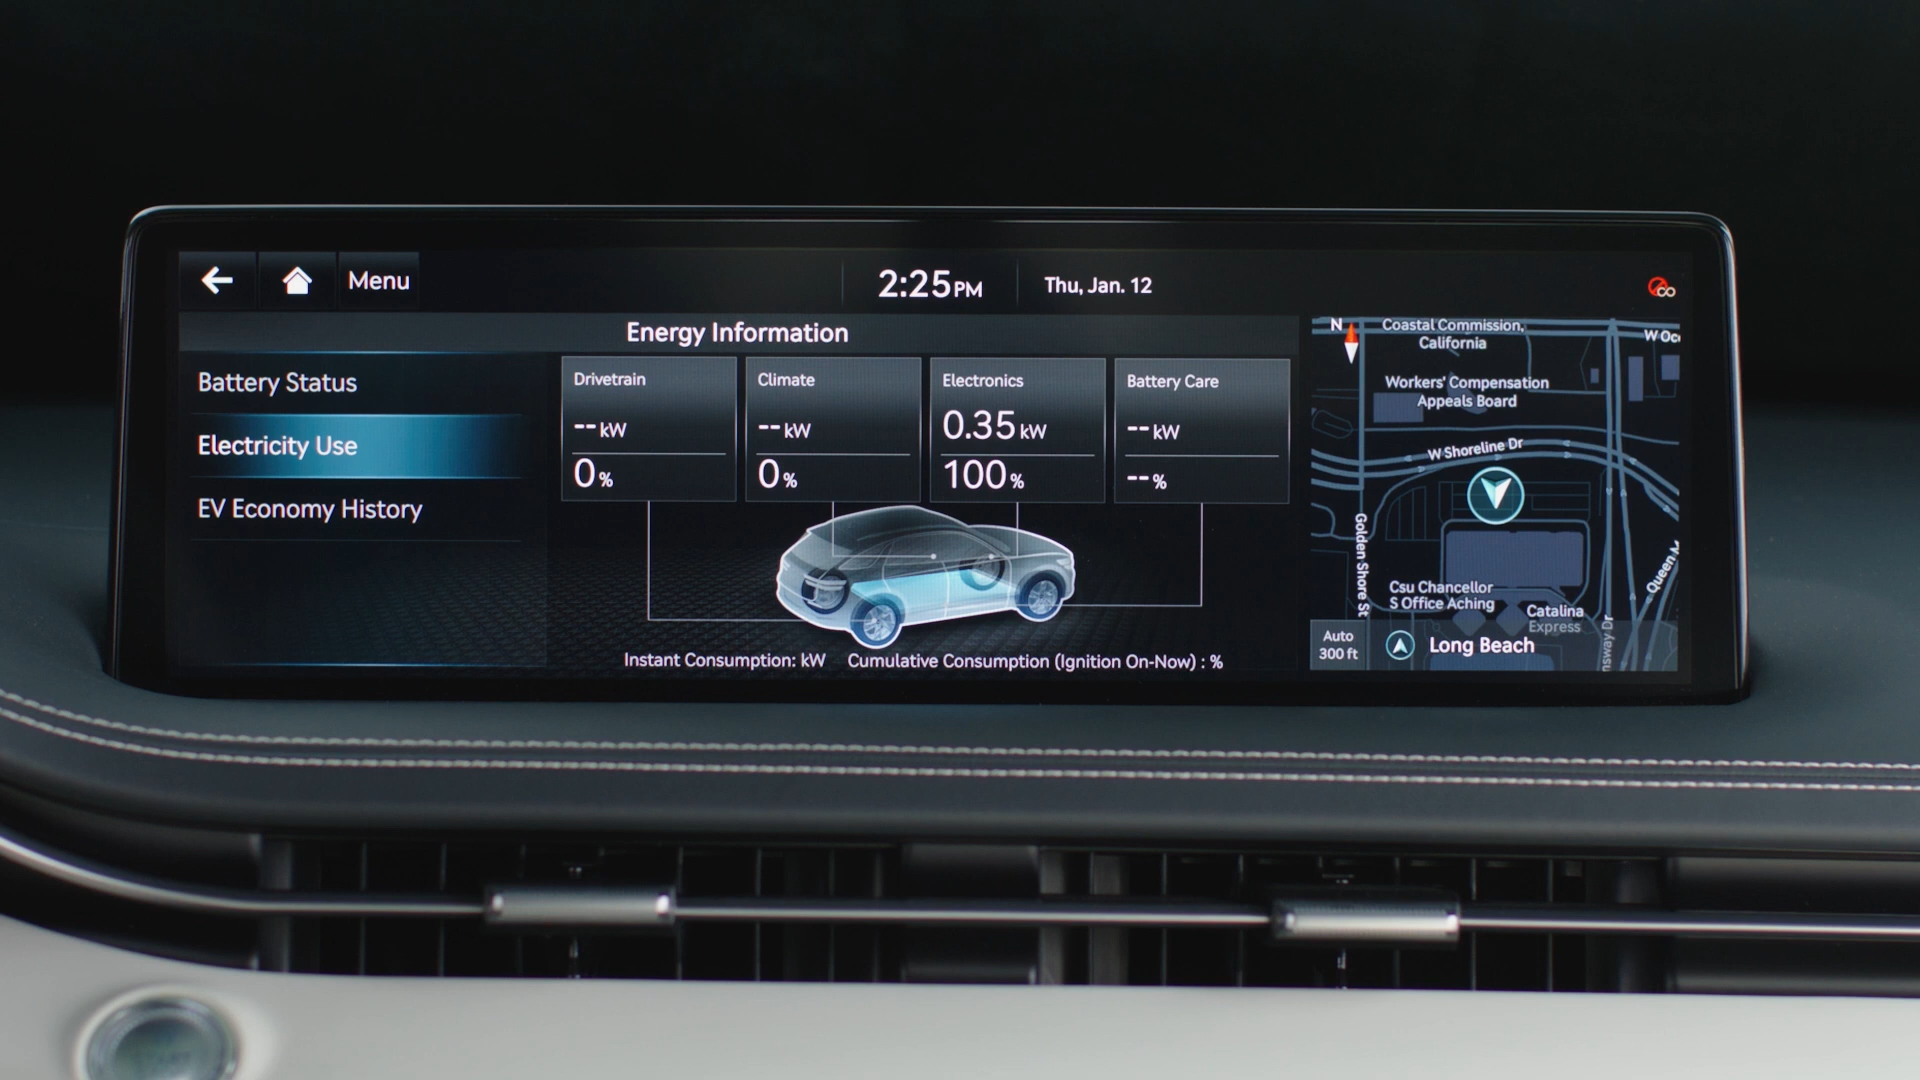 Menu
2:25 PM
Thu, Jan. 12
Energy Information
Battery Status
Electricity Use
EV Economy History
Drivetrain
-- kW
0 %
Climate
-- kW
0 %
Electronics
0.35 kW
100 %
Battery Care
-- kW
-- %
Instant Consumption: kW
Cumulative Consumption (Ignition On-Now) : %
N
Coastal Commission,
California
Workers' Compensation
Appeals Board
W Shoreline Dr
Golden Shore St
Csu Chancellor
S Office Aching
Catalina
Express
Auto
300 ft
Long Beach